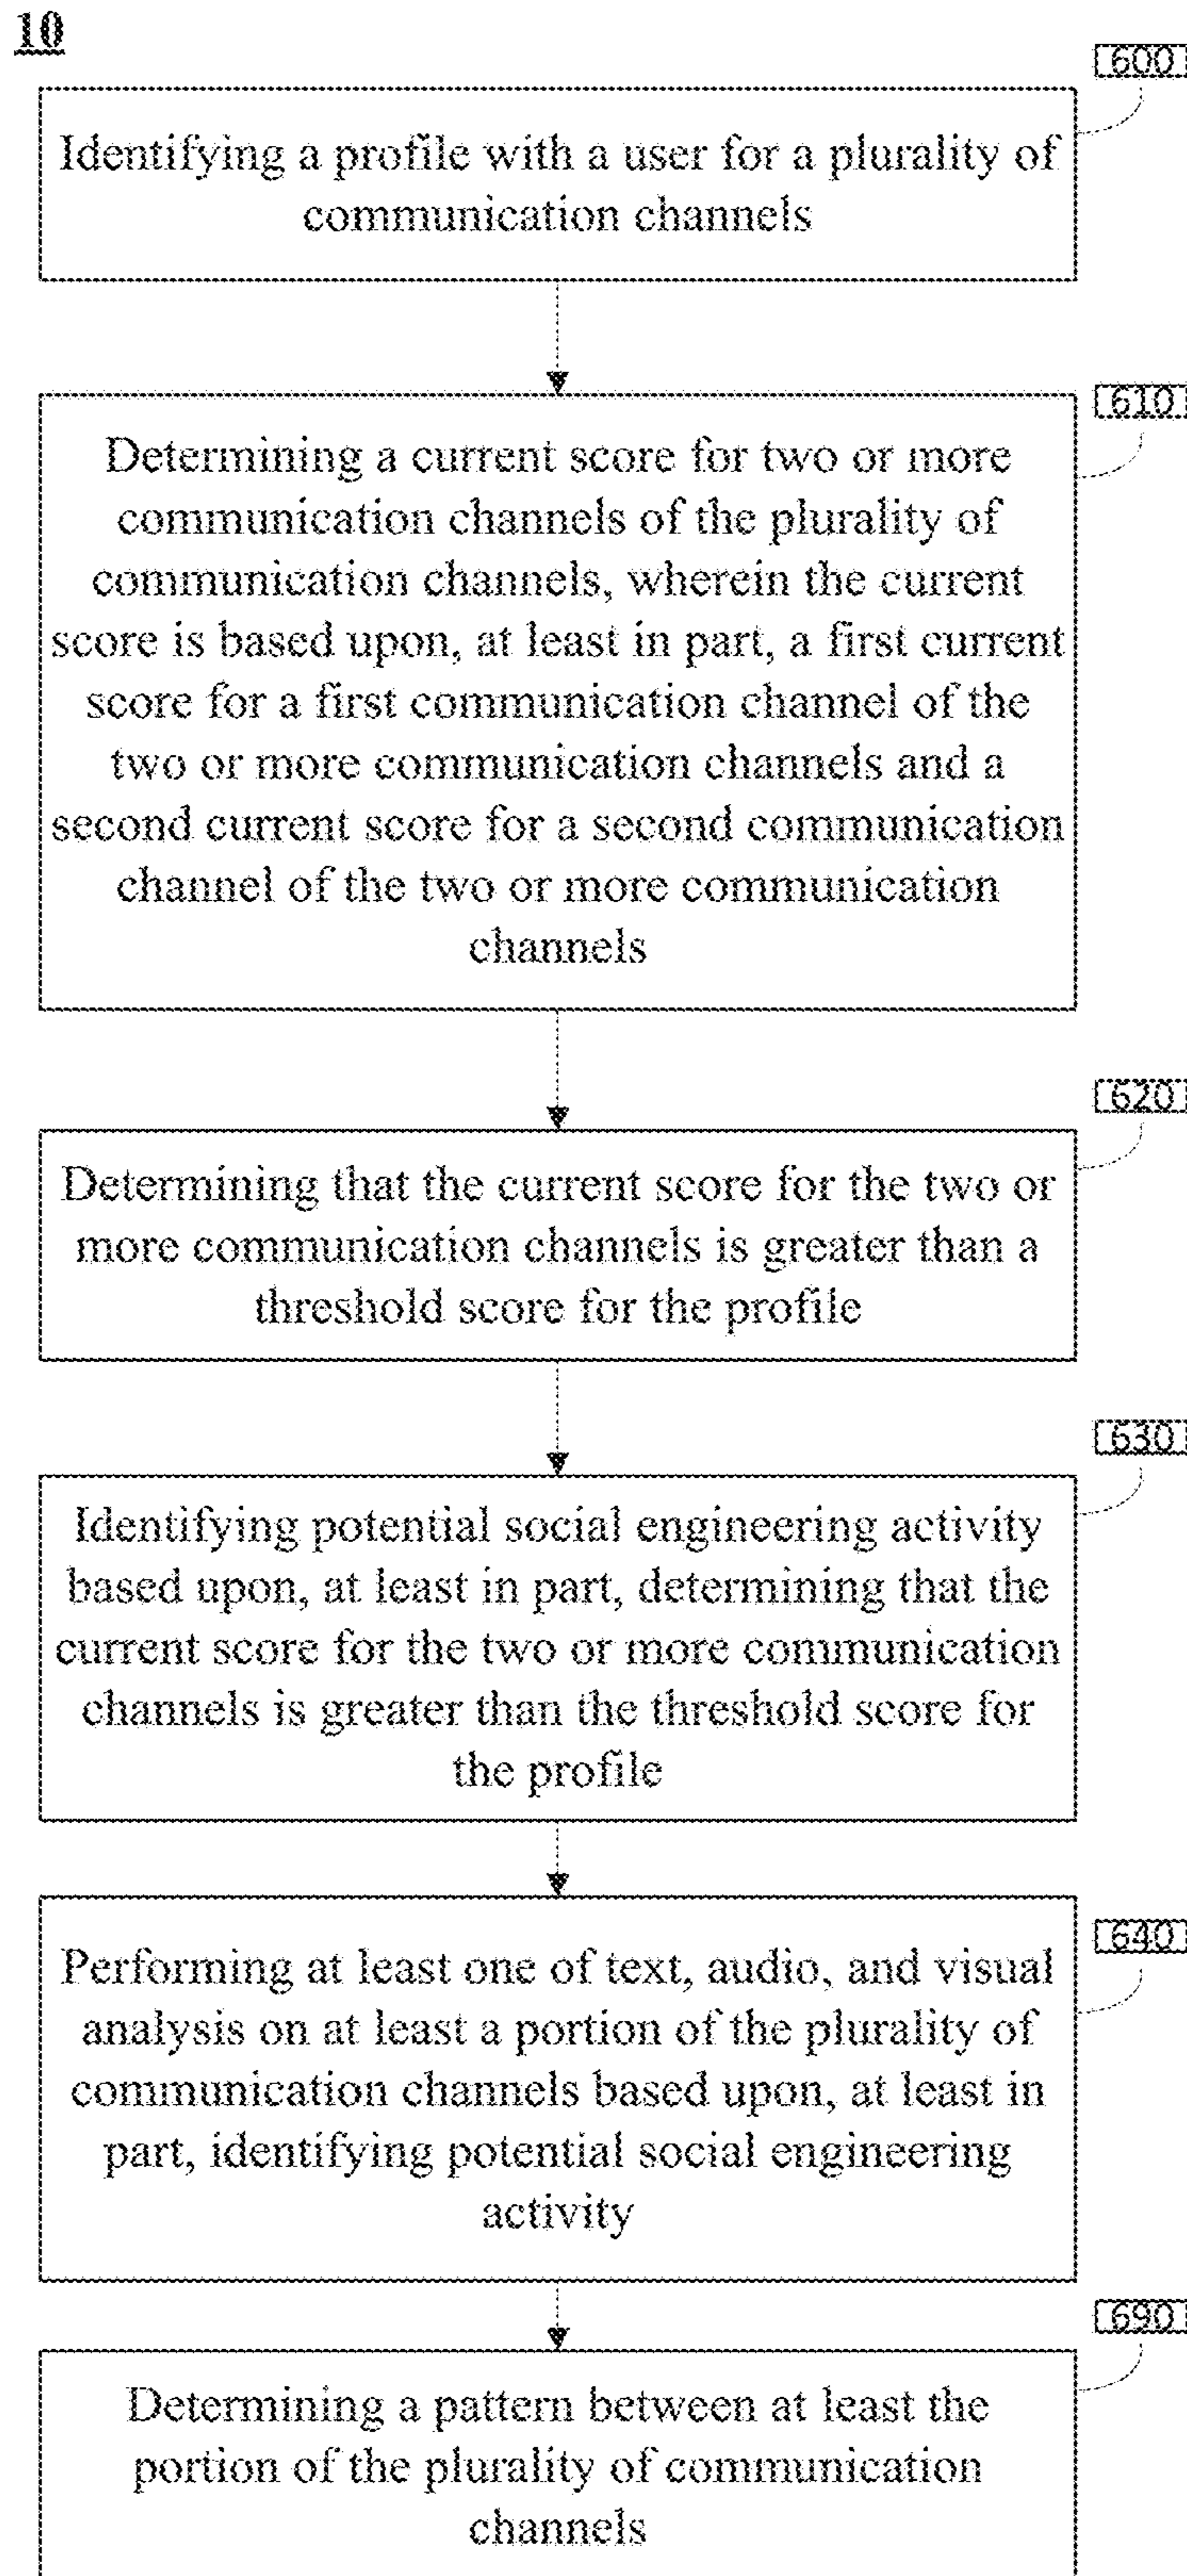 10
600
Identifying a profile with a user for a plurality of
communication channels
610
Determining a current score for two or more
communication channels of the plurality of
communication channels, wherein the current
score is based upon, at least in part, a first current
score for a first communication channel of the
two or more communication channels and a
second current score for a second communication
channel of the two or more communication
channels
620
Determining that the current score for the two or
more communication channels is greater than a
threshold score for the profile
630
Identifying potential social engineering activity
based upon, at least in part, determining that the
current score for the two or more communication
channels is greater than the threshold score for
the profile
640
Performing at least one of text, audio, and visual
analysis on at least a portion of the plurality of
communication channels based upon, at least in
part, identifying potential social engineering
activity
690
Determining a pattern between at least the
portion of the plurality of communication
channels